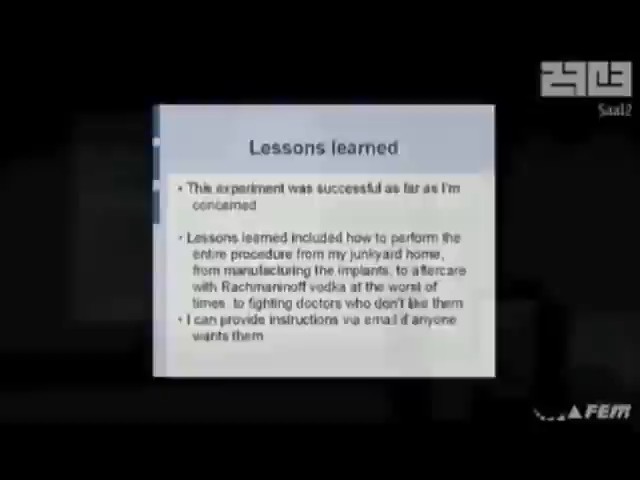 29C3
Saal2
Lessons learned
• This experiment was successful as far as I'm
concerned
• Lessons learned included how to perform the
entire procedure from my junkyard home,
from manufacturing the implants, to aftercare
with Rachmaninoff vodka at the worst of
times, to fighting doctors who don't like them
• I can provide instructions via email if anyone
wants them
FEM